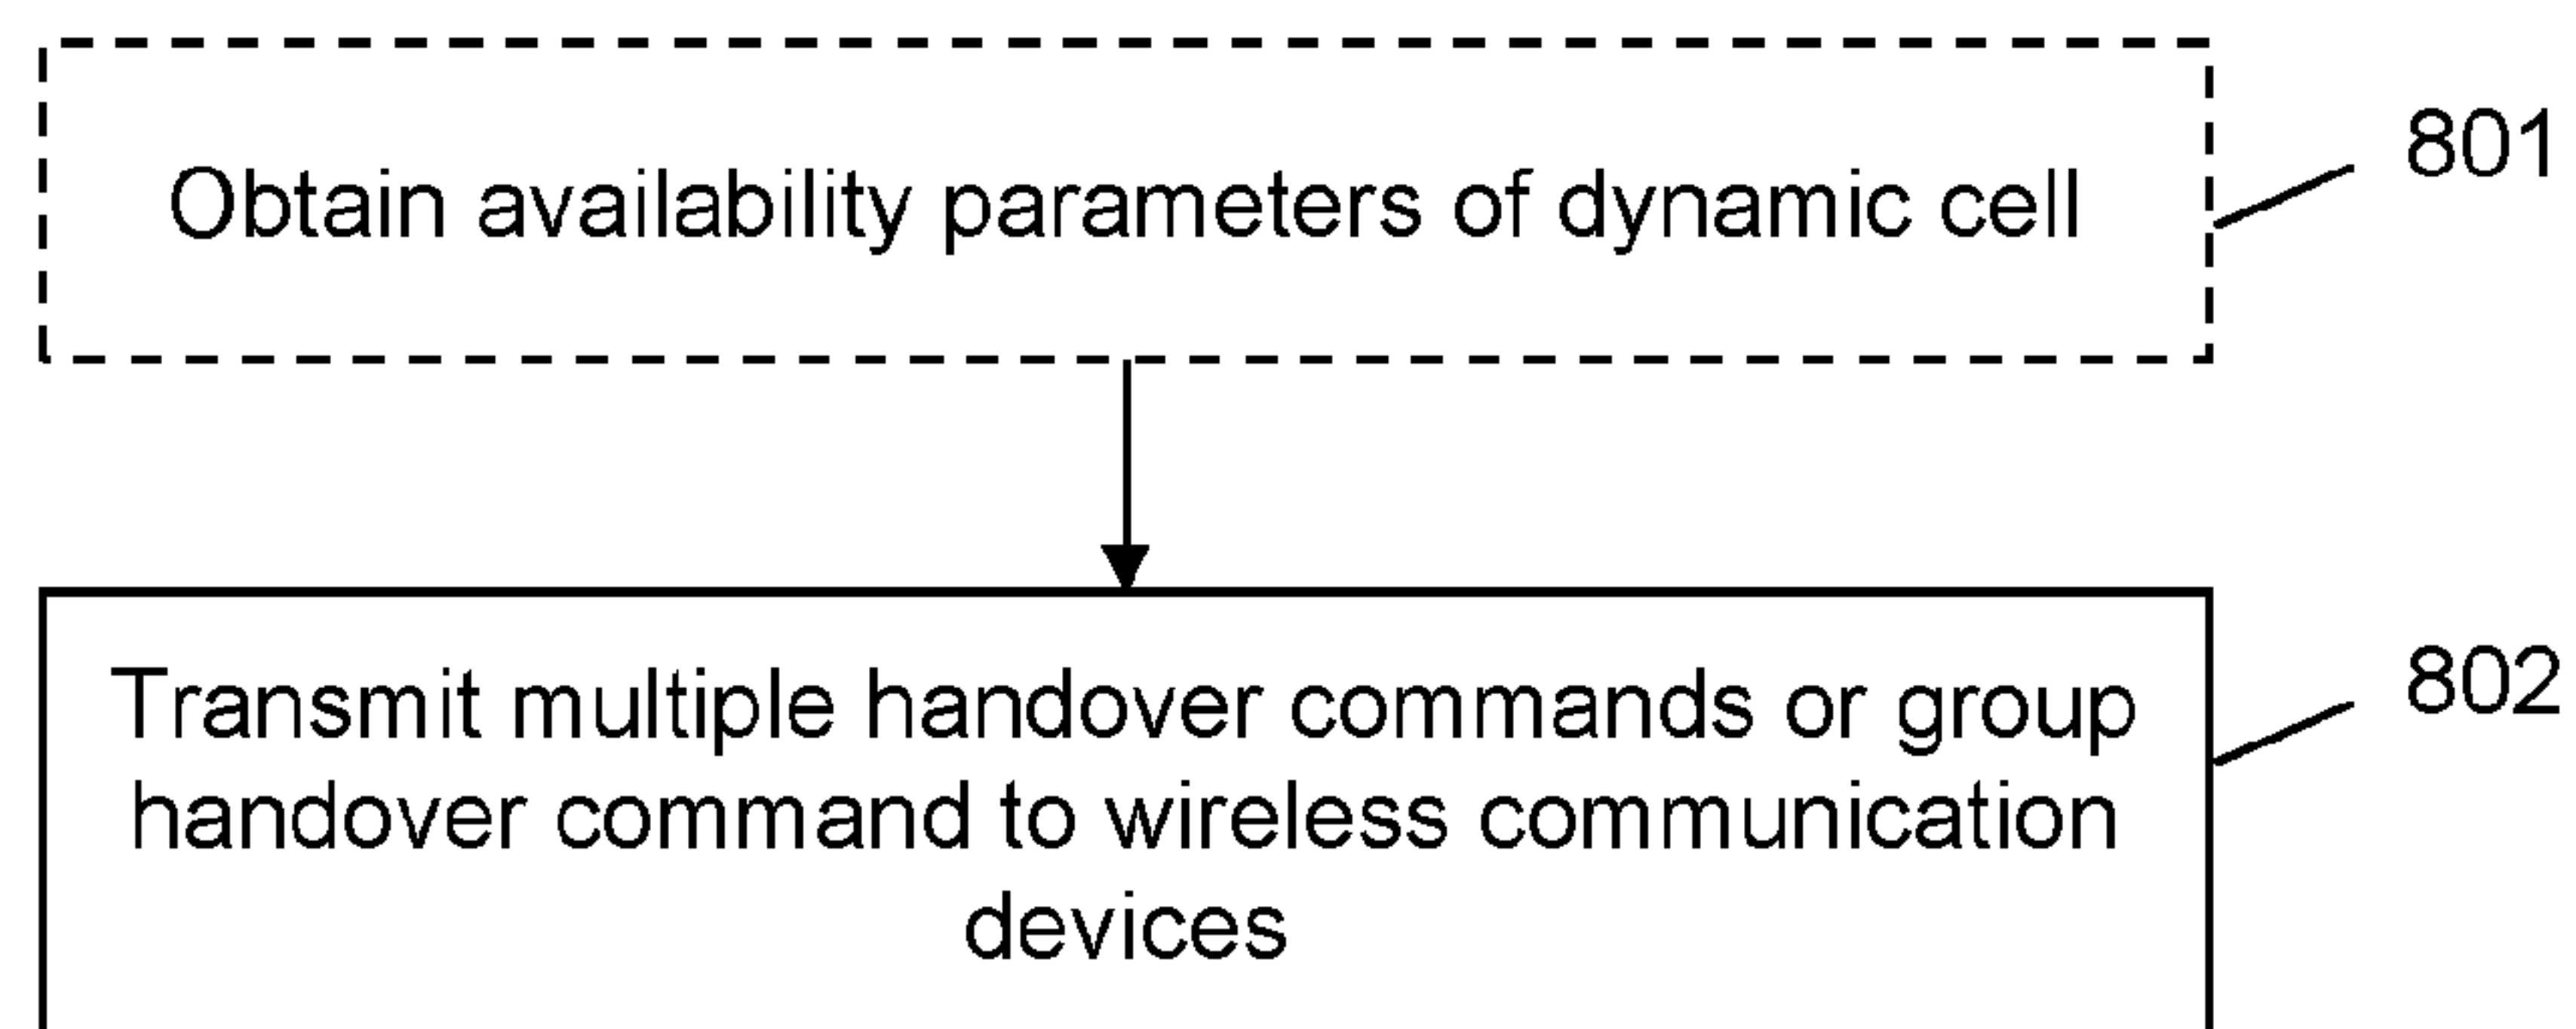 801
Obtain availability parameters of dynamic cell
802
Transmit multiple handover commands or group
handover command to wireless communication
devices